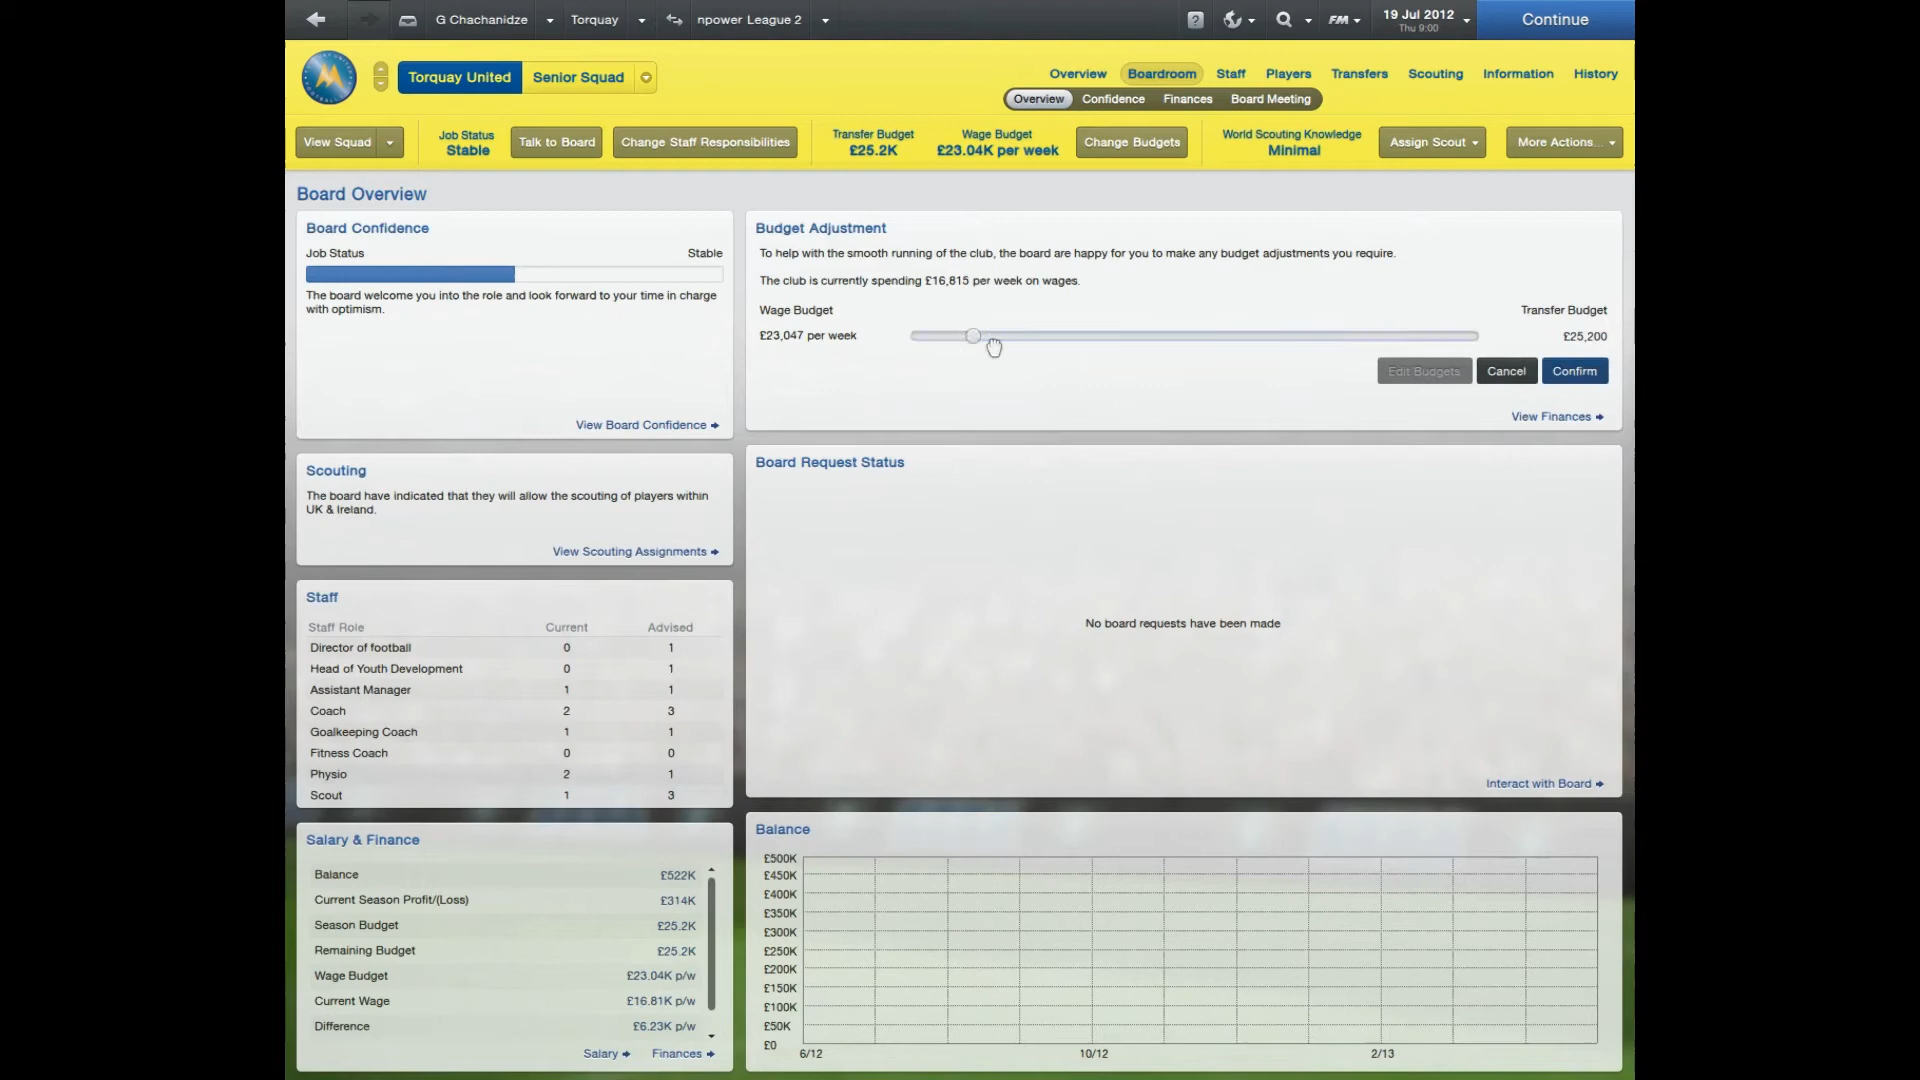 G Chachanidze
Torquay
npower League 2
?
FM
19 Jul 2012
Thu 9:00
Continue
Torquay United
Senior Squad
Overview
Boardroom
Staff
Players
Transfers
Scouting
Information
History
Overview
Confidence
Finances
Board Meeting
View Squad
Job Status
Stable
Talk to Board
Change Staff Responsibilities
Transfer Budget
£25.2K
Wage Budget
£23.04K per week
Change Budgets
World Scouting Knowledge
Minimal
Assign Scout
More Actions...
Board Overview
Board Confidence
Job Status Stable
The board welcome you into the role and look forward to your time in charge
with optimism.
View Board Confidence
Budget Adjustment
To help with the smooth running of the club, the board are happy for you to make any budget adjustments you require.
The club is currently spending £16,815 per week on wages.
Wage Budget Transfer Budget
£23,047 per week £25,200
Edit Budgets Cancel Confirm
View Finances
Scouting
The board have indicated that they will allow the scouting of players within
UK & Ireland.
View Scouting Assignments
Board Request Status
No board requests have been made
Interact with Board
Staff
Staff Role Current Advised
Director of football 0 1
Head of Youth Development 0 1
Assistant Manager 1 1
Coach 2 3
Goalkeeping Coach 1 1
Fitness Coach 0 0
Physio 2 1
Scout 1 3
Salary & Finance
Balance £522K
Current Season Profit/(Loss) £314K
Season Budget £25.2K
Remaining Budget £25.2K
Wage Budget £23.04K p/w
Current Wage £16.81K p/w
Difference £6.23K p/w
Salary Finances
Balance
£500K
£450K
£400K
£350K
£300K
£250K
£200K
£150K
£100K
£50K
£0
6/12 10/12 2/13